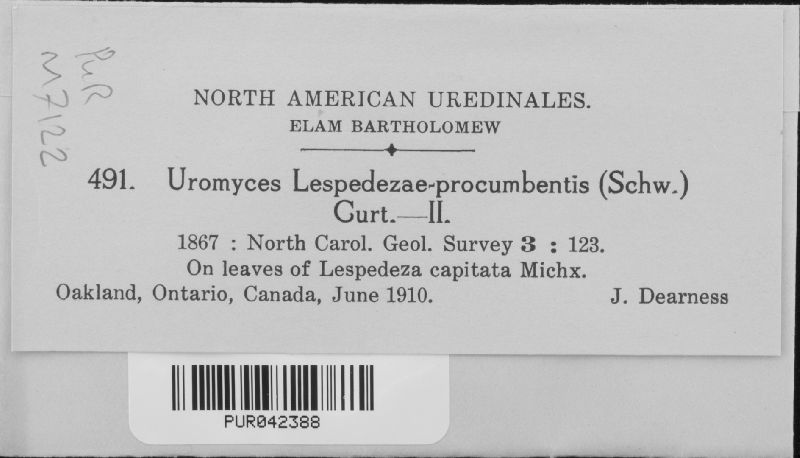 PUR
M7122
NORTH AMERICAN UREDINALES.
ELAM BARTHOLOMEW
491. Uromyces Lespedezae-procumbentis (Schw.)
Curt.—II.
1867 : North Carol. Geol. Survey 3 : 123.
On leaves of Lespedeza capitata Michx.
Oakland, Ontario, Canada, June 1910. J. Dearness
PUR042388